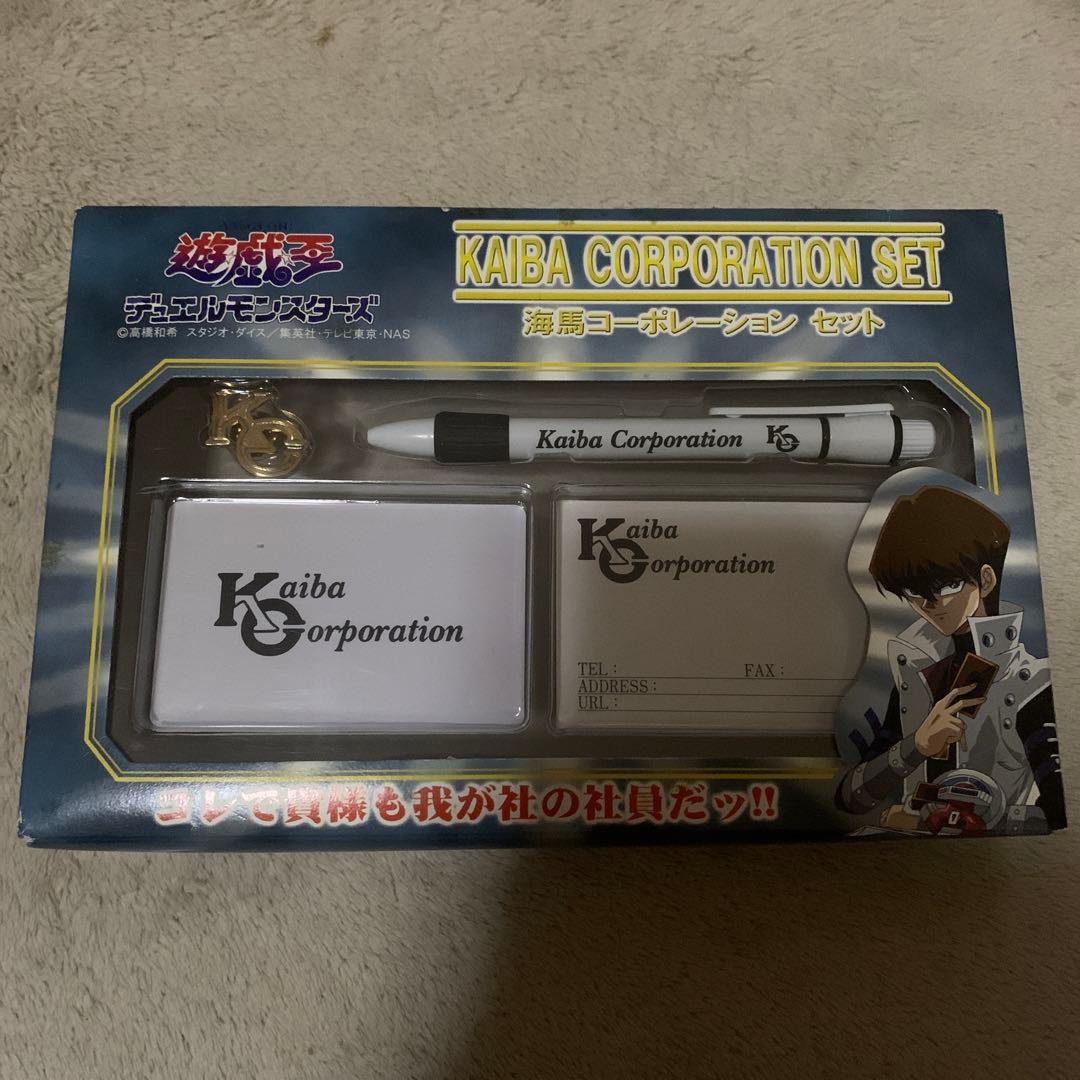 遊戯王
デュエルモンスターズ
©高橋和希 スタジオ・ダイス/集英社・テレビ東京・NAS
KAIBA CORPORATION SET
海馬コーポレーション セット
KC
Kaiba Corporation KC
Kaiba
Corporation
Kaiba
Corporation
TEL : FAX :
ADDRESS :
URL :
コレで貴様も我が社の社員だッ!!